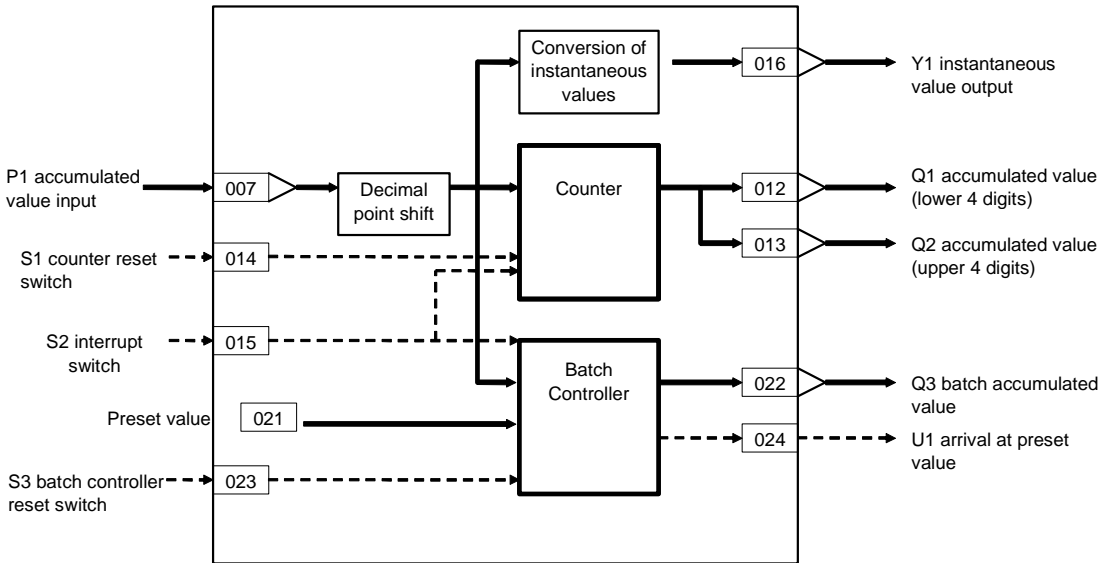 Conversion of
instantaneous
values
016
Y1 instantaneous
value output
P1 accumulated
value input
007
Decimal
point shift
Counter
012
Q1 accumulated value
(lower 4 digits)
013
Q2 accumulated value
(upper 4 digits)
S1 counter reset
switch
014
S2 interrupt
switch
015
Batch
Controller
022
Q3 batch accumulated
value
Preset value
021
024
U1 arrival at preset
value
S3 batch controller
reset switch
023